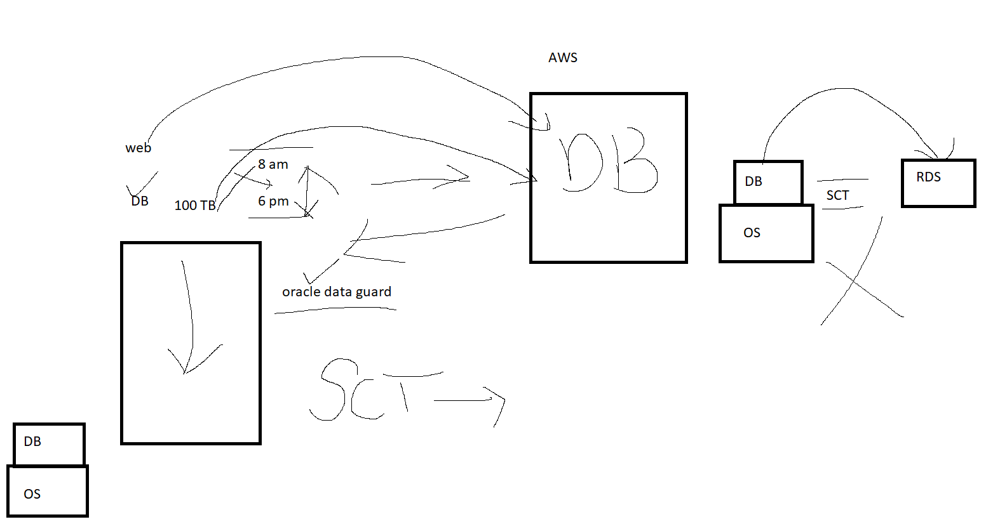 AWS
web
DB
8 am
DB
100 TB
6 pm
DB
SCT
RDS
OS
oracle data guard
SCT
DB
OS